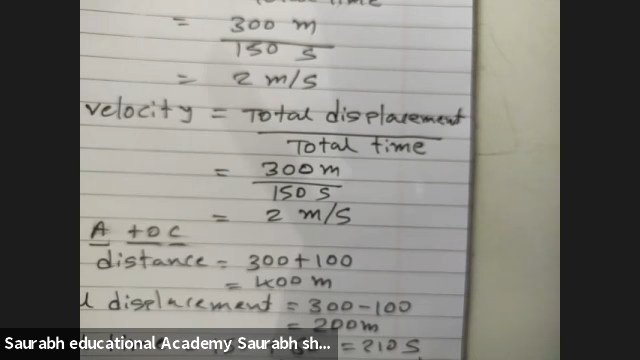 = 300 m
150 s
= 2 m/s
velocity = Total displacement
Total time
= 300m
150 s
= 2 m/s
A to C
distance = 300+100
= 400 m
displacement = 300-100
= 200m
= 210 s
Saurabh educational Academy Saurabh sh...